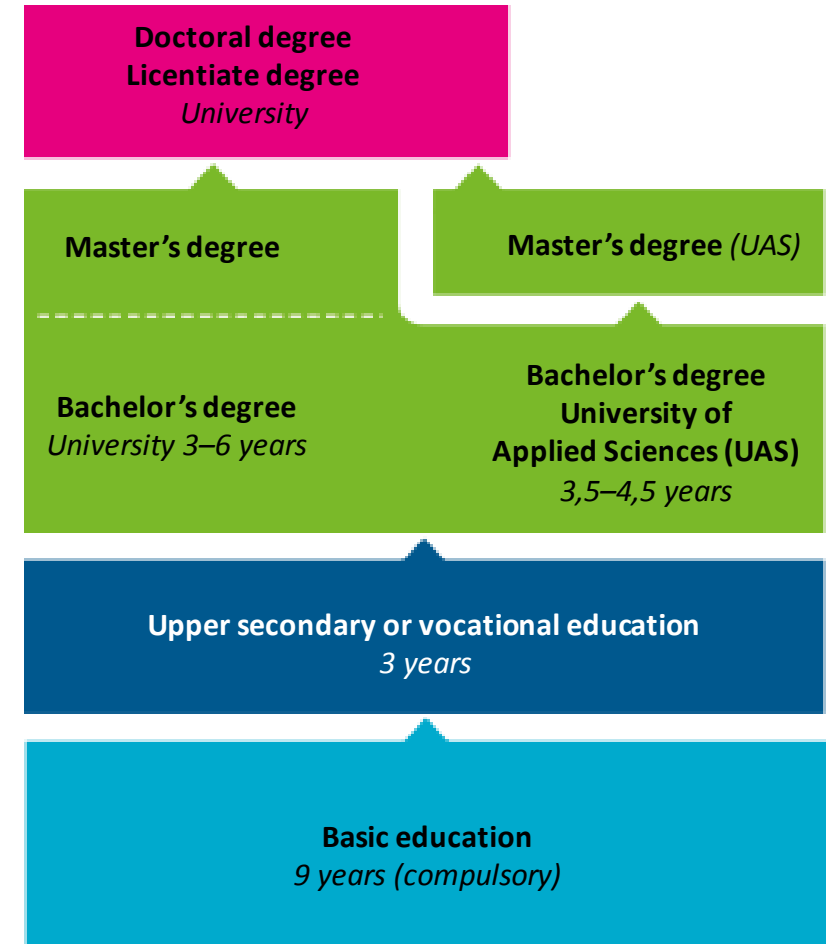 Doctoral degree
Licentiate degree
University
Master’s degree
Master’s degree (UAS)
Bachelor’s degree
University 3–6 years
Bachelor’s degree
University of
Applied Sciences (UAS)
3,5–4,5 years
Upper secondary or vocational education
3 years
Basic education
9 years (compulsory)